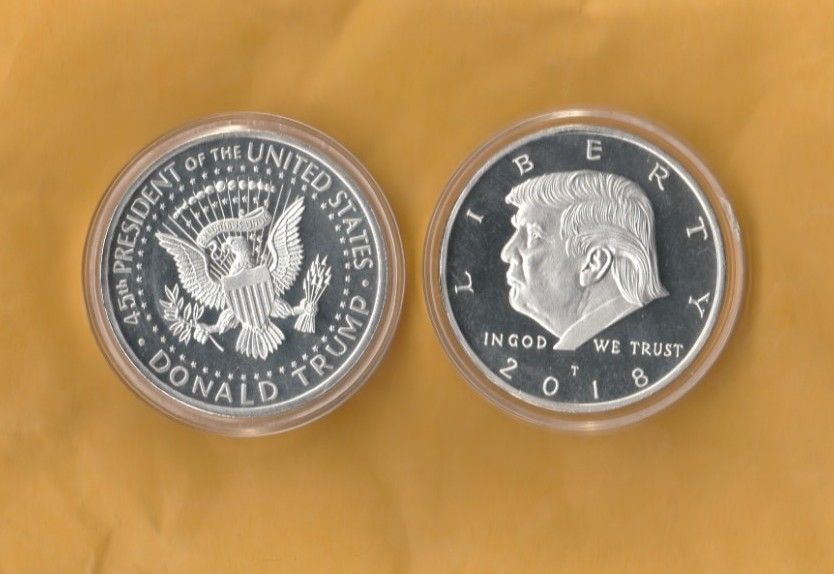 45th PRESIDENT OF THE UNITED STATES
• DONALD TRUMP •
LIBERTY
IN GOD WE TRUST
T
2018